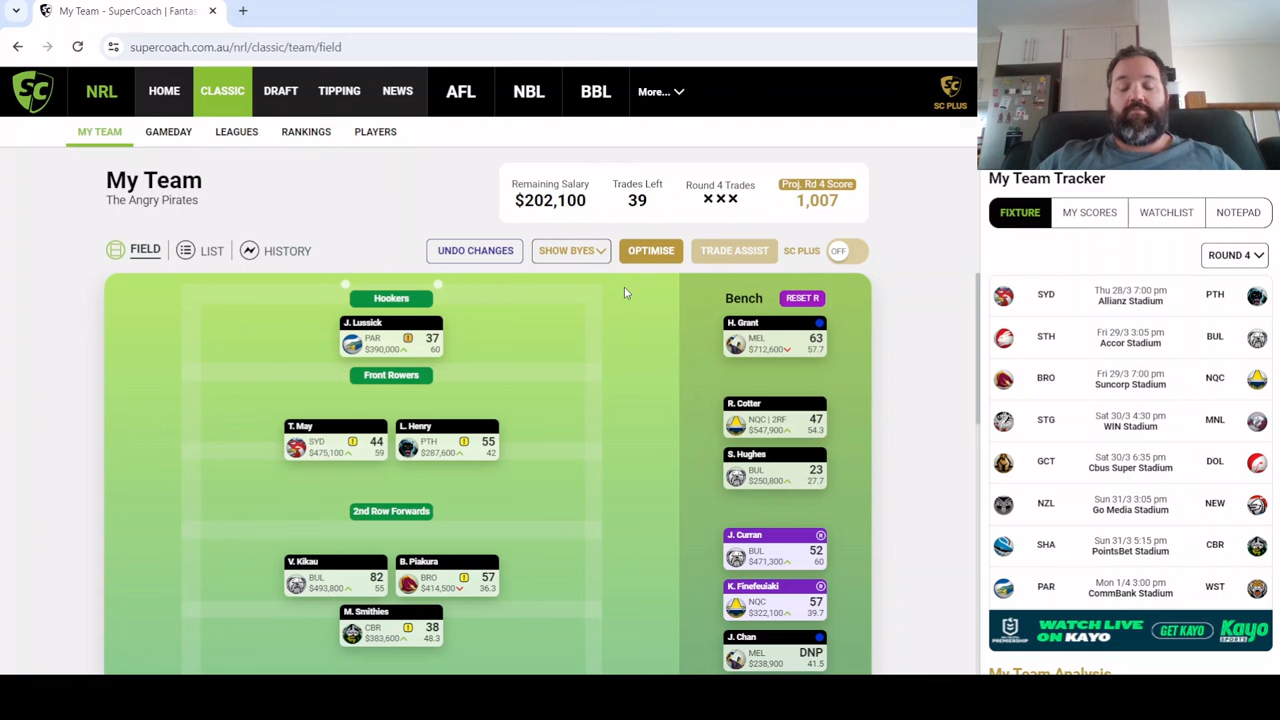 My Team - SuperCoach | Fantas
supercoach.com.au/nrl/classic/team/field
SC NRL HOME CLASSIC DRAFT TIPPING NEWS AFL NBL BBL More...
SC PLUS
MY TEAM GAMEDAY LEAGUES RANKINGS PLAYERS
My Team
The Angry Pirates
Remaining Salary
$202,100
Trades Left
39
Round 4 Trades
×××
Proj. Rd 4 Score
1,007
FIELD LIST HISTORY UNDO CHANGES SHOW BYES OPTIMISE TRADE ASSIST SC PLUS OFF
Hookers
J. Lussick
PAR 37
$390,000 60
Front Rowers
T. May
SYD 44
$475,100 59
L. Henry
PTH 55
$287,600 42
2nd Row Forwards
V. Kikau
BUL 82
$493,800 55
B. Piakura
BRO 57
$414,500 36.3
M. Smithies
CBR 38
$383,600 48.3
Bench RESET R
H. Grant
MEL 63
$712,600 57.7
R. Cotter
NQC | 2RF 47
$547,900 54.3
S. Hughes
BUL 23
$250,800 27.7
J. Curran R
BUL 52
$471,300 60
K. Finefeuiaki R
NQC 57
$322,100 39.7
J. Chan
MEL DNP
$238,900 41.5
My Team Tracker
FIXTURE MY SCORES WATCHLIST NOTEPAD
ROUND 4
SYD Thu 28/3 7:00 pm PTH
Allianz Stadium
STH Fri 29/3 3:05 pm BUL
Accor Stadium
BRO Fri 29/3 7:00 pm NQC
Suncorp Stadium
STG Sat 30/3 4:30 pm MNL
WIN Stadium
GCT Sat 30/3 6:35 pm DOL
Cbus Super Stadium
NZL Sun 31/3 3:05 pm NEW
Go Media Stadium
SHA Sun 31/3 5:15 pm CBR
PointsBet Stadium
PAR Mon 1/4 3:00 pm WST
CommBank Stadium
WATCH LIVE
ON KAYO
GET KAYO
Kayo
SPORTS
My Team Analysis